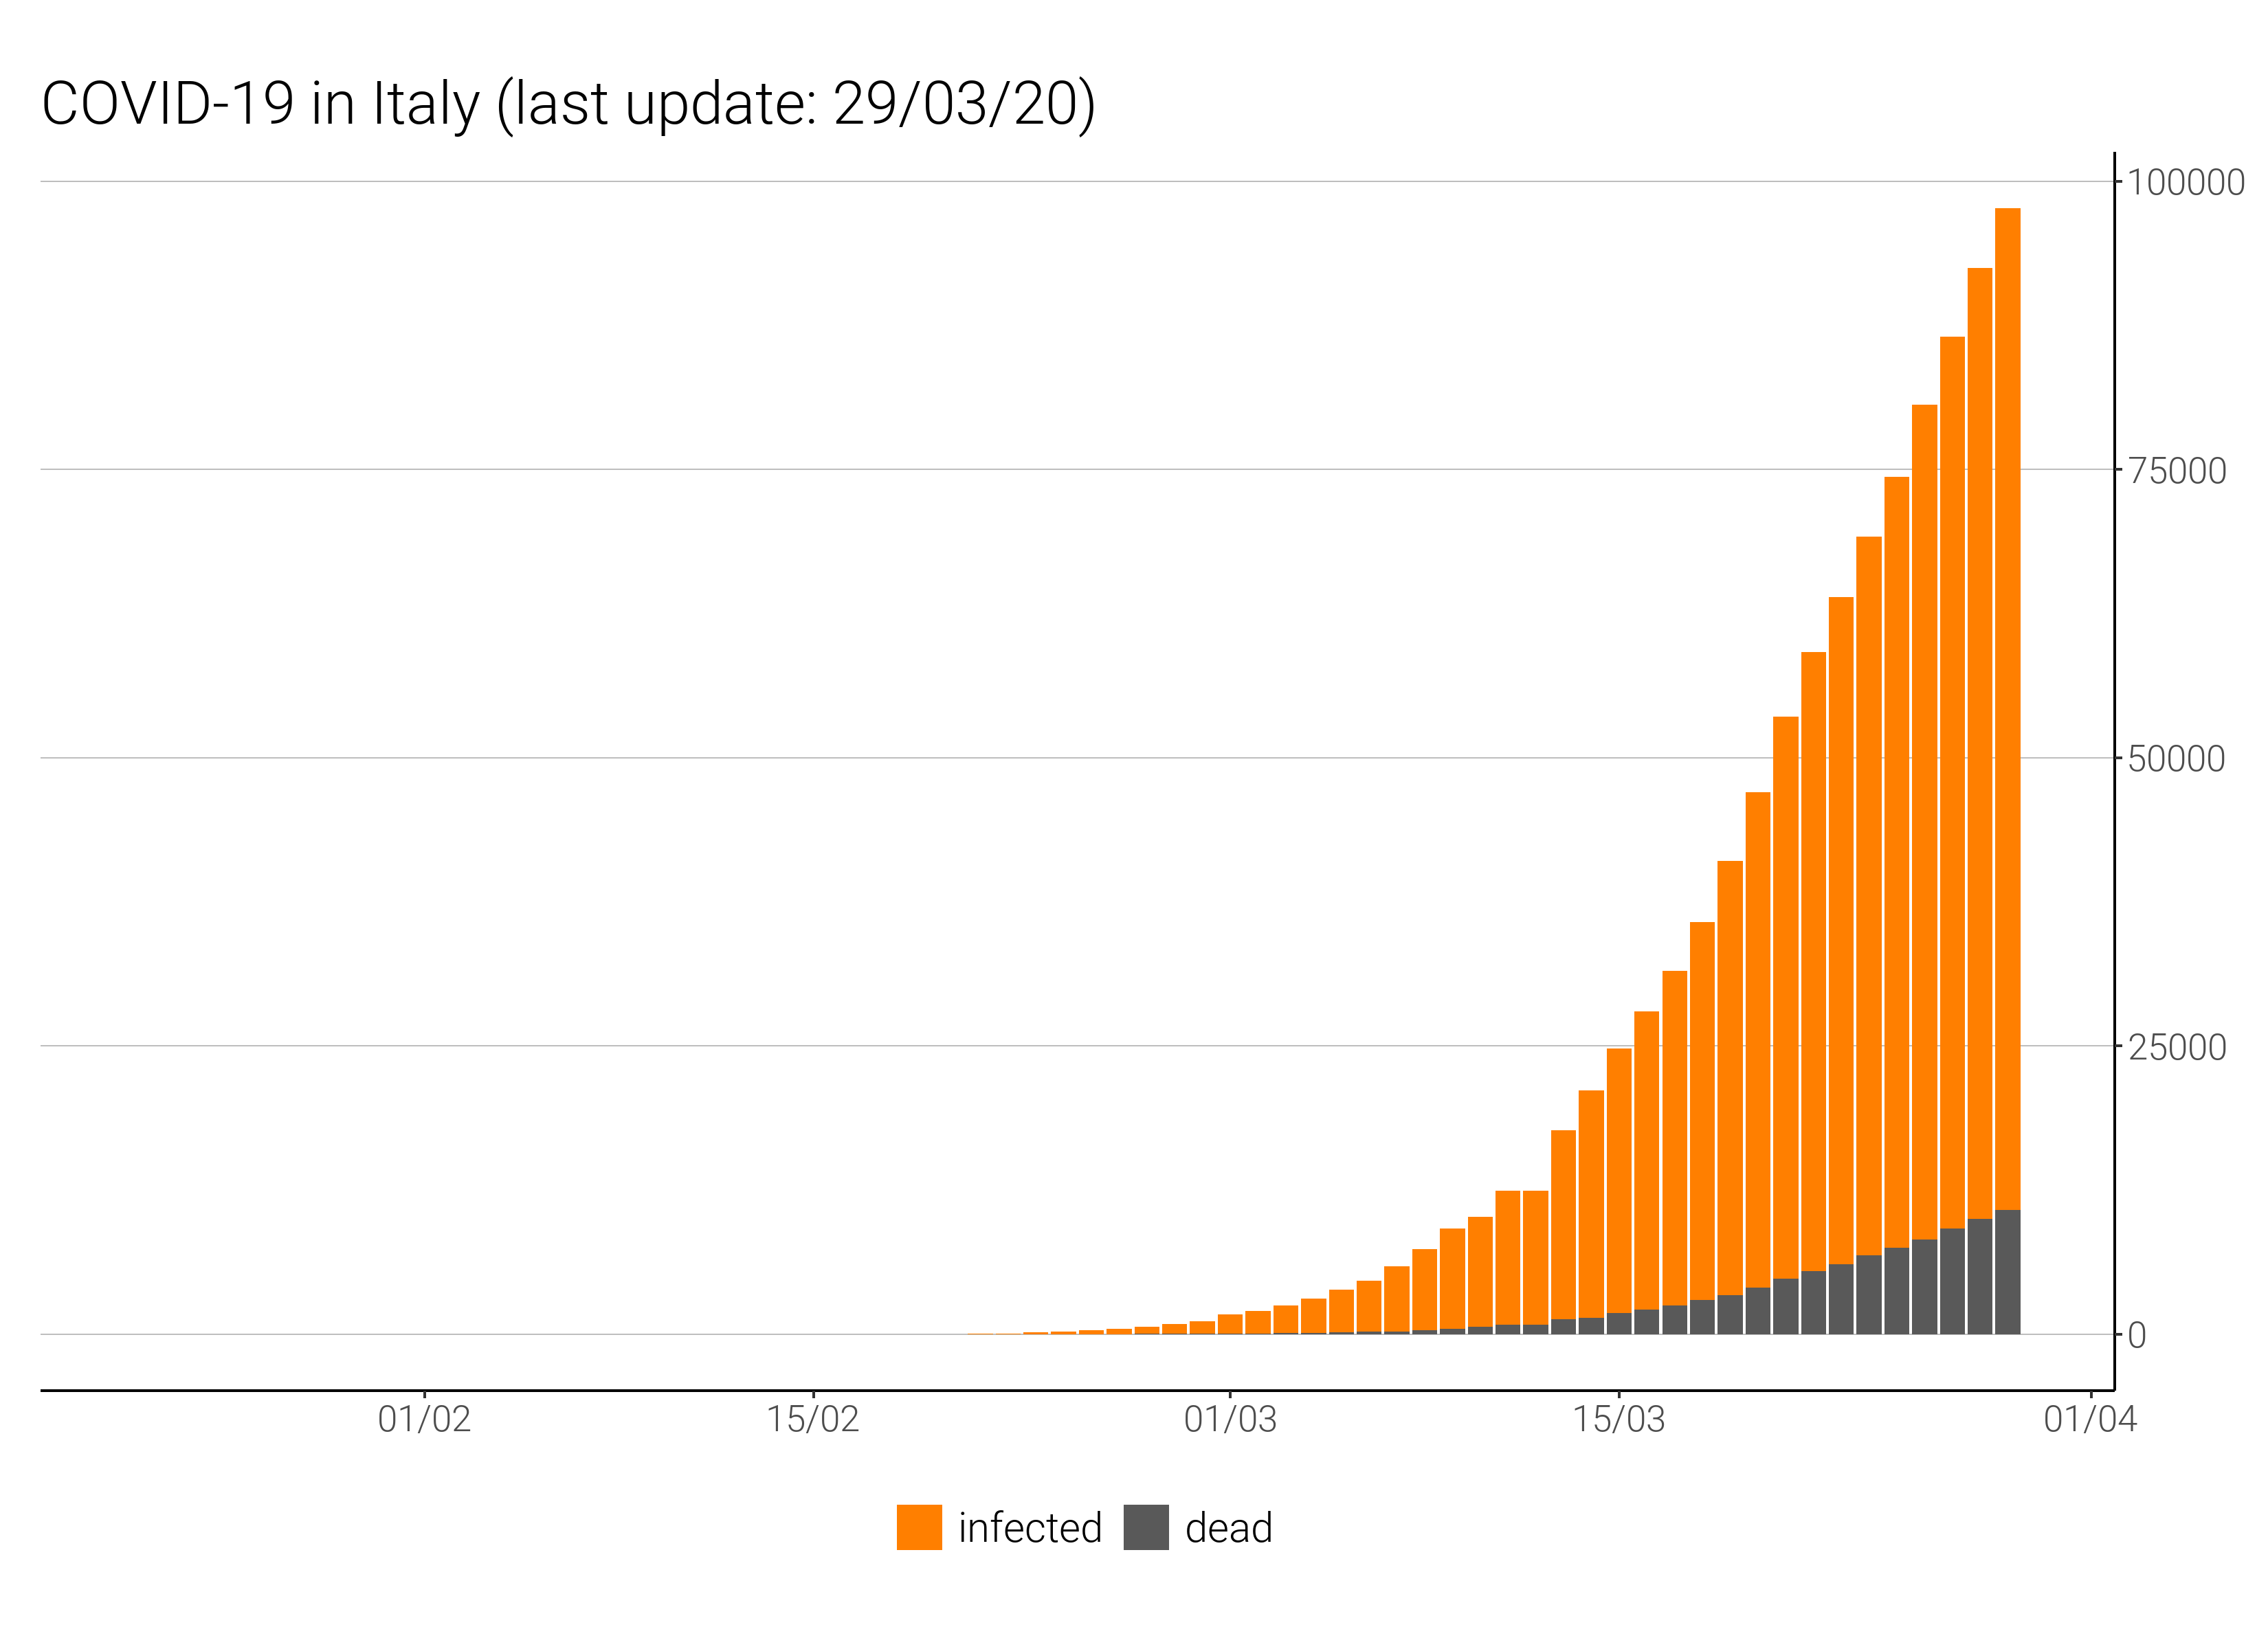 COVID-19 in Italy (last update: 29/03/20)
100000
75000
50000
25000
0
01/02 15/02 01/03 15/03 01/04
infected dead